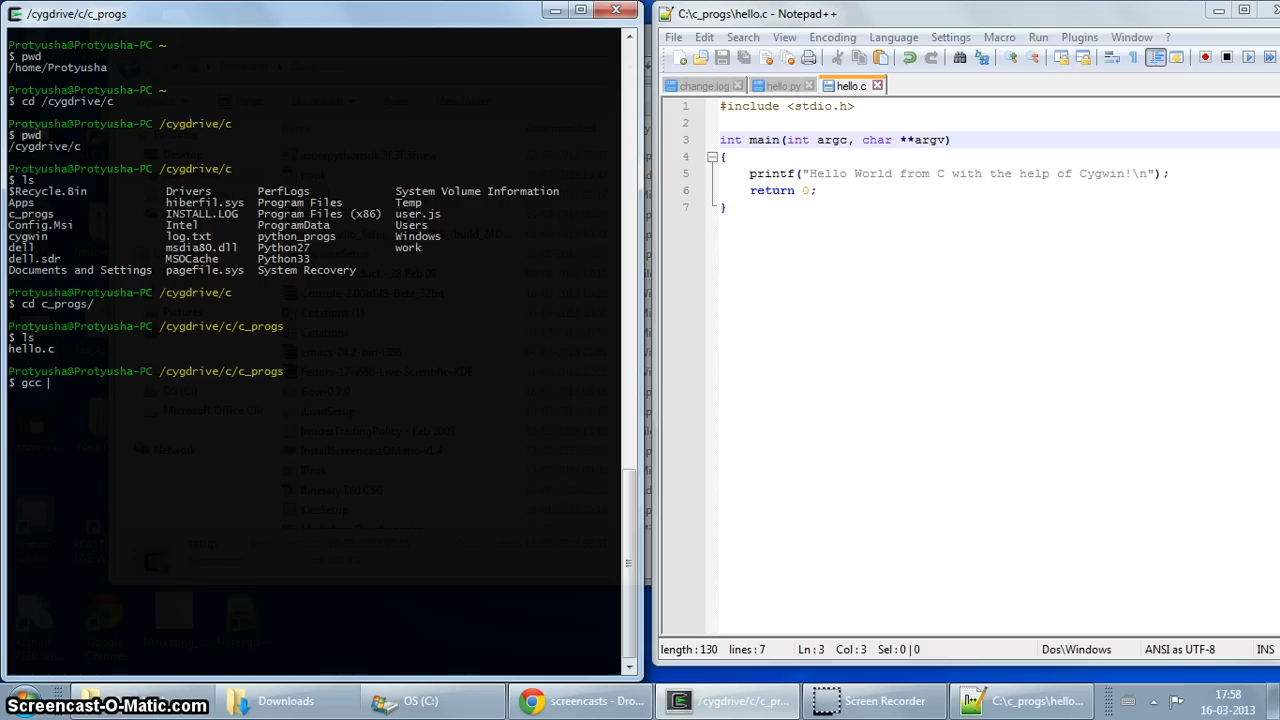 /cygdrive/c/c_progs
Protyusha@Protyusha-PC ~
$ pwd
/home/Protyusha
Protyusha@Protyusha-PC ~
$ cd /cygdrive/c
Protyusha@Protyusha-PC /cygdrive/c
$ pwd
/cygdrive/c
Protyusha@Protyusha-PC /cygdrive/c
$ ls
$Recycle.Bin Drivers PerfLogs System Volume Information
Apps hiberfil.sys Program Files Temp
c_progs INSTALL.LOG Program Files (x86) user.js
Config.Msi Intel ProgramData Users
cygwin log.txt python_progs Windows
dell msdia80.dll Python27 work
dell.sdr MSOCache Python33
Documents and Settings pagefile.sys System Recovery
Protyusha@Protyusha-PC /cygdrive/c
$ cd c_progs/
Protyusha@Protyusha-PC /cygdrive/c/c_progs
$ ls
hello.c
Protyusha@Protyusha-PC /cygdrive/c/c_progs
$ gcc
C:\c_progs\hello.c - Notepad++
File Edit Search View Encoding Language Settings Macro Run Plugins Window ?
change.log hello.py hello.c
1 #include <stdio.h>
2
3 int main(int argc, char **argv)
4 {
5 printf("Hello World from C with the help of Cygwin!\n");
6 return 0;
7 }
length : 130 lines : 7 Ln : 3 Col : 3 Sel : 0 | 0 Dos\Windows ANSI as UTF-8 INS
Screencast-O-Matic.com
Downloads
OS (C:)
screencasts - Dro...
/cygdrive/c/c_pr...
Screen Recorder
C:\c_progs\hello...
17:58
16-03-2013